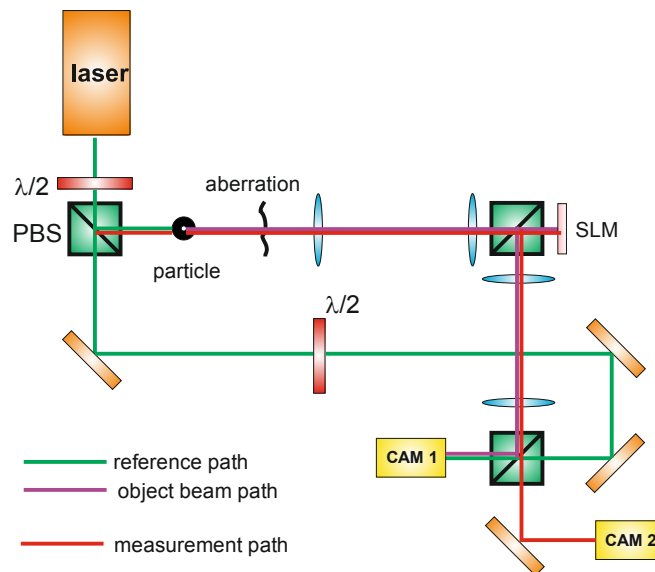 laser
λ/2
aberration
PBS
SLM
particle
λ/2
CAM 1
reference path
object beam path
measurement path
CAM 2